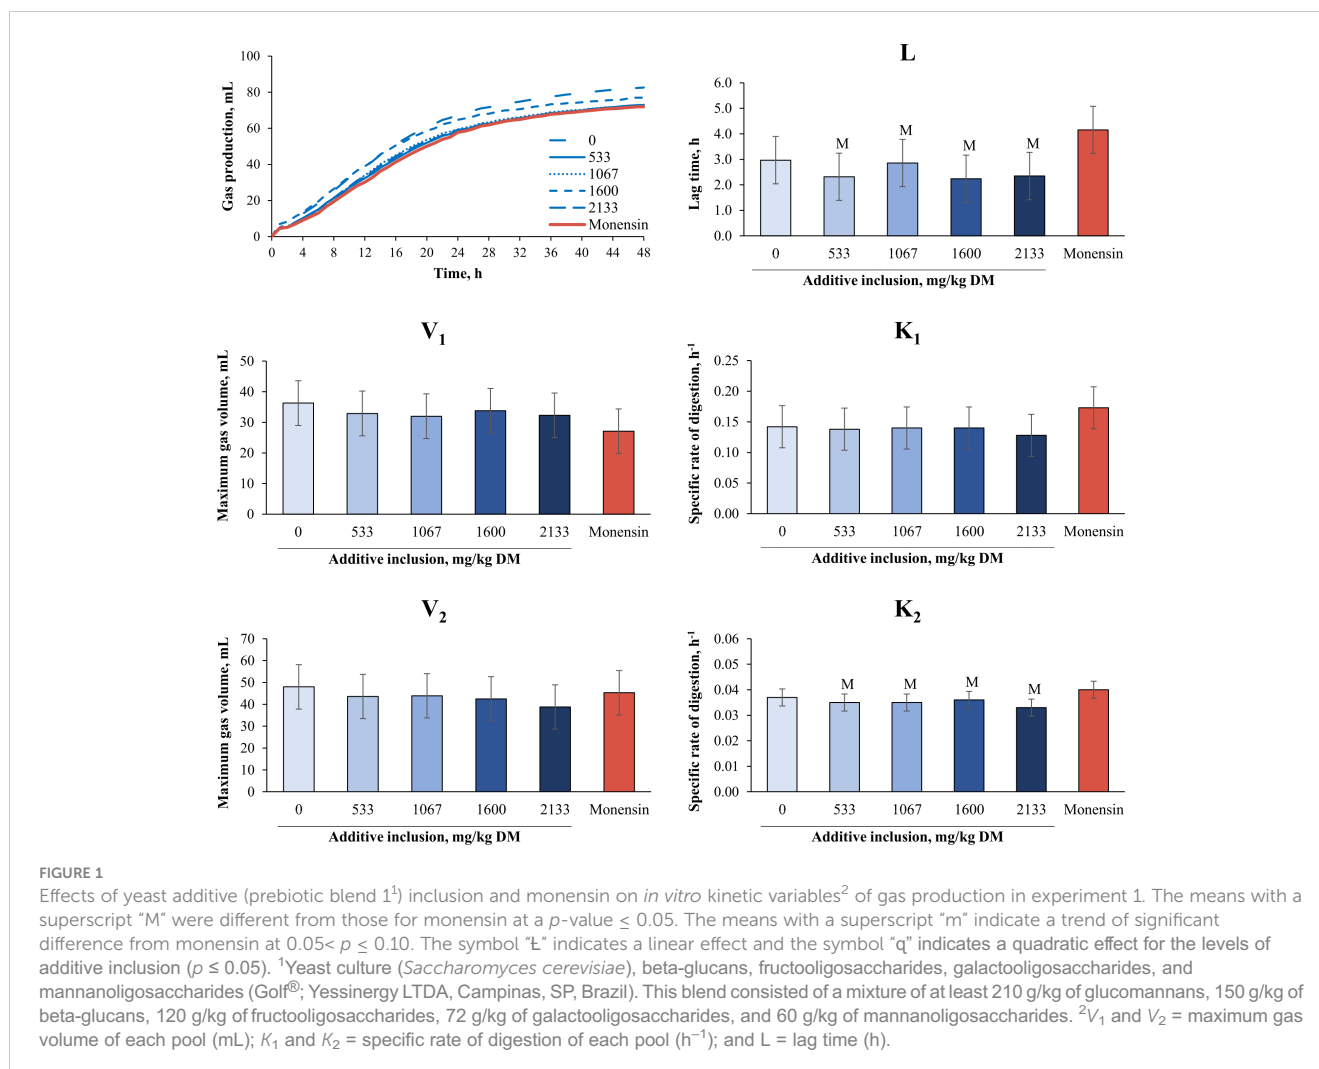 Gas production, mL
100
80
60
40
20
0
0 4 8 12 16 20 24 28 32 36 40 44 48
Time, h
0
533
1067
1600
2133
Monensin
L
Lag time, h
6.0
5.0
4.0
3.0
2.0
1.0
0.0
M M M M
0 533 1067 1600 2133 Monensin
Additive inclusion, mg/kg DM
V1
Maximum gas volume, mL
50
40
30
20
10
0
0 533 1067 1600 2133 Monensin
Additive inclusion, mg/kg DM
K1
Specific rate of digestion, h-1
0.25
0.20
0.15
0.10
0.05
0.00
0 533 1067 1600 2133 Monensin
Additive inclusion, mg/kg DM
V2
Maximum gas volume, mL
70
60
50
40
30
20
10
0
0 533 1067 1600 2133 Monensin
Additive inclusion, mg/kg DM
K2
Specific rate of digestion, h-1
0.06
0.05
0.04
0.03
0.02
0.01
0.00
M M M M
0 533 1067 1600 2133 Monensin
Additive inclusion, mg/kg DM
FIGURE 1
Effects of yeast additive (prebiotic blend 1¹) inclusion and monensin on in vitro kinetic variables² of gas production in experiment 1. The means with a
superscript “M” were different from those for monensin at a p-value ≤ 0.05. The means with a superscript “m” indicate a trend of significant
difference from monensin at 0.05< p ≤ 0.10. The symbol “Ł” indicates a linear effect and the symbol “q” indicates a quadratic effect for the levels of
additive inclusion (p ≤ 0.05). ¹Yeast culture (Saccharomyces cerevisiae), beta-glucans, fructooligosaccharides, galactooligosaccharides, and
mannanoligosaccharides (Golf®; Yessinergy LTDA, Campinas, SP, Brazil). This blend consisted of a mixture of at least 210 g/kg of glucomannans, 150 g/kg of
beta-glucans, 120 g/kg of fructooligosaccharides, 72 g/kg of galactooligosaccharides, and 60 g/kg of mannanoligosaccharides. ²V1 and V2 = maximum gas
volume of each pool (mL); K1 and K2 = specific rate of digestion of each pool (h⁻¹); and L = lag time (h).